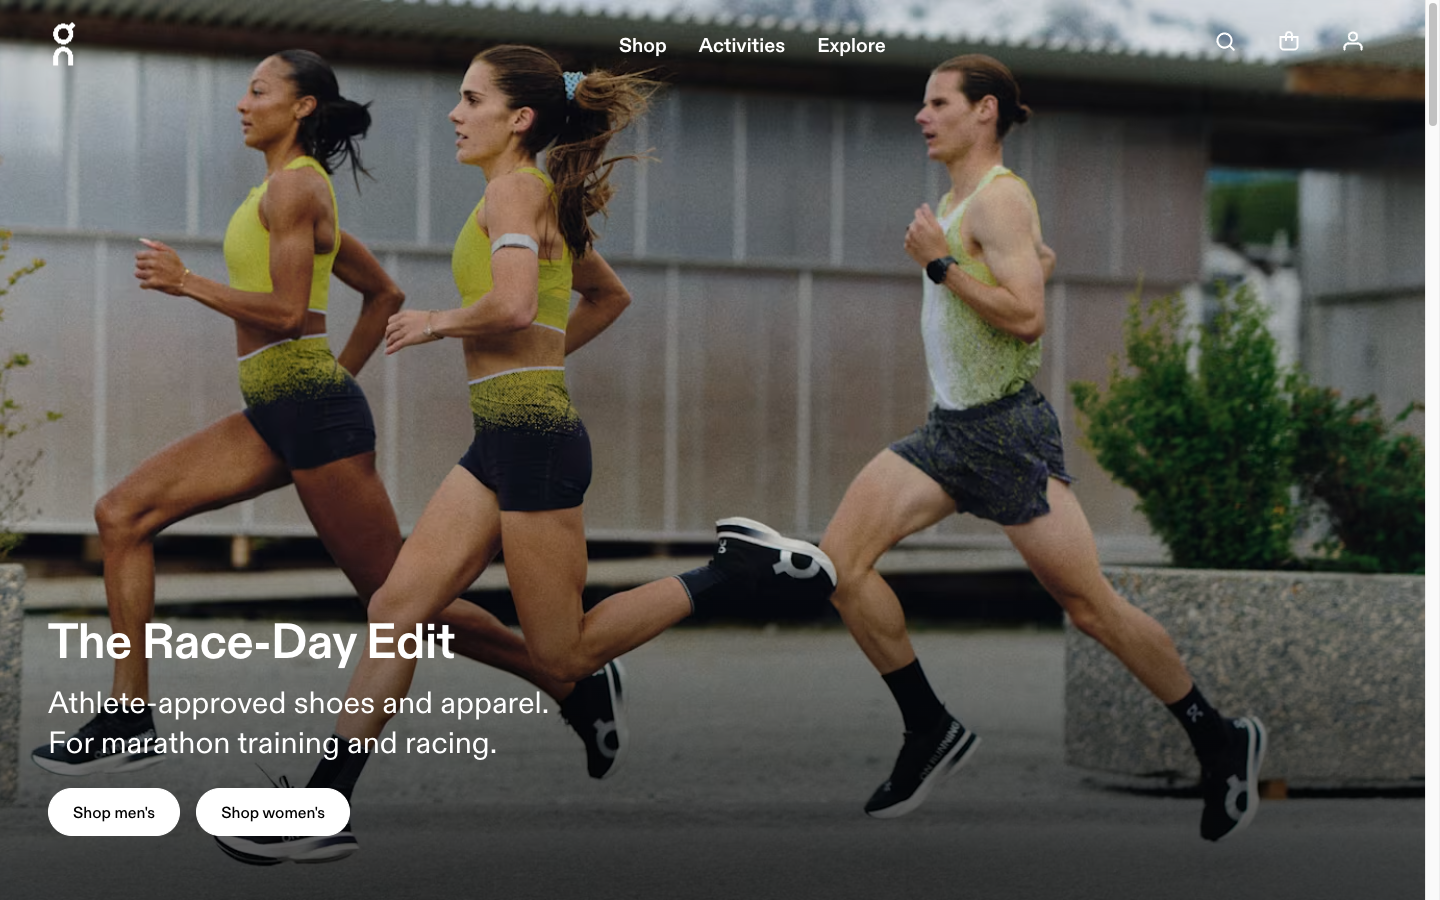 Shop Activities Explore
The Race-Day Edit
Athlete-approved shoes and apparel.
For marathon training and racing.
Shop men's Shop women's